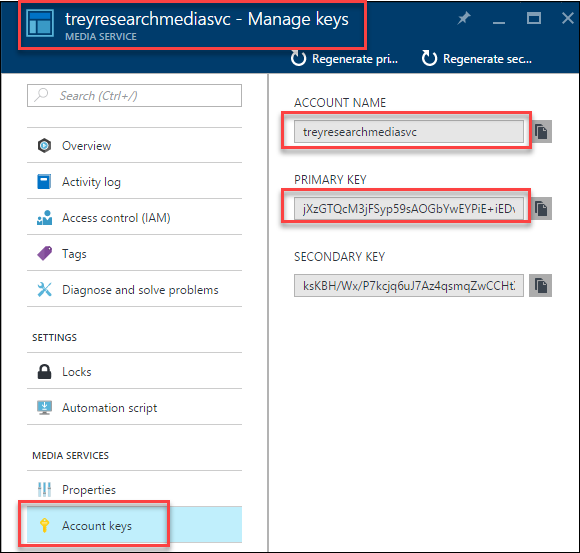 treyresearchmediasvc - Manage keys
MEDIA SERVICE
Regenerate pri... Regenerate sec...
Search (Ctrl+/)
Overview
Activity log
Access control (IAM)
Tags
Diagnose and solve problems
SETTINGS
Locks
Automation script
MEDIA SERVICES
Properties
Account keys
ACCOUNT NAME
treyresearchmediasvc
PRIMARY KEY
jXzGTQcM3jFSyp59sAOGbYwEYPiE+iED
SECONDARY KEY
ksKBH/Wx/P7kcjq6uJ7Az4qsmqZwCCHt